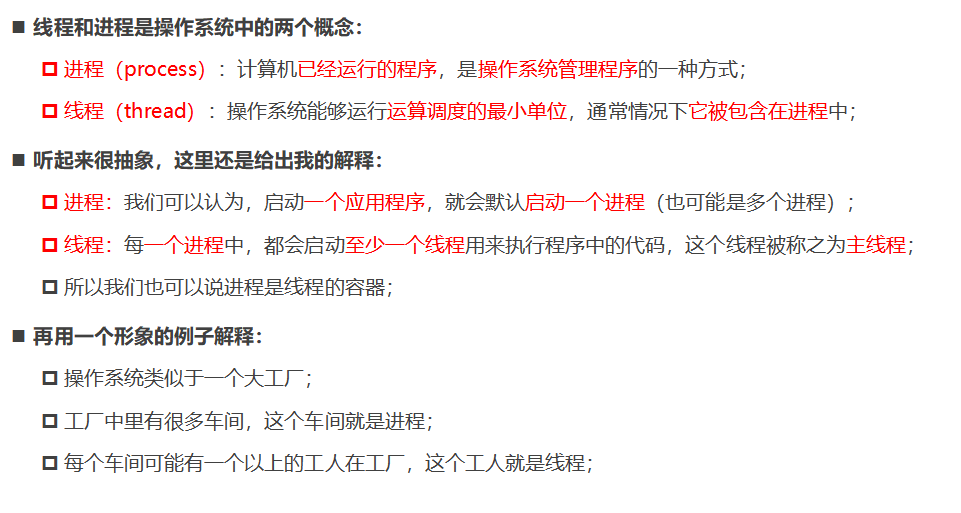 线程和进程是操作系统中的两个概念：
进程（process）：计算机已经运行的程序，是操作系统管理程序的一种方式；
线程（thread）：操作系统能够运行运算调度的最小单位，通常情况下它被包含在进程中；
听起来很抽象，这里还是给出我的解释：
进程：我们可以认为，启动一个应用程序，就会默认启动一个进程（也可能是多个进程）；
线程：每一个进程中，都会启动至少一个线程用来执行程序中的代码，这个线程被称之为主线程；
所以我们也可以说进程是线程的容器；
再用一个形象的例子解释：
操作系统类似于一个大工厂；
工厂中里有很多车间，这个车间就是进程；
每个车间可能有一个以上的工人在工厂，这个工人就是线程；